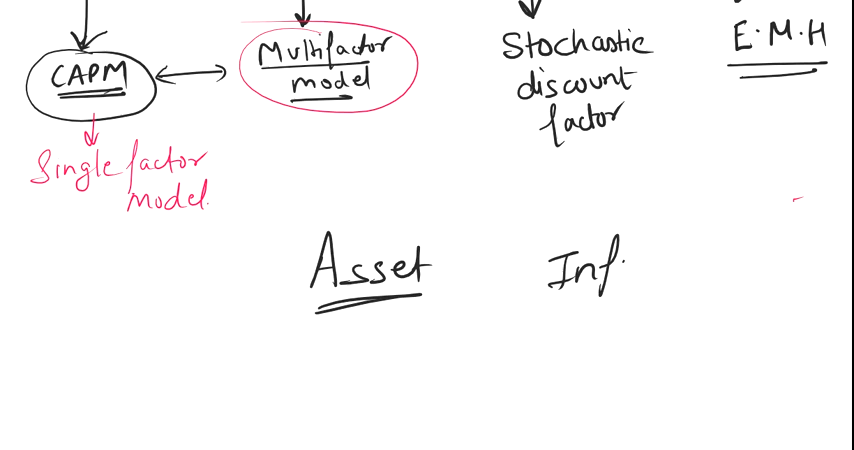 CAPM
Multifactor
model
Stochastic
discount
factor
E.M.H
Single factor
model.
Asset Inf.